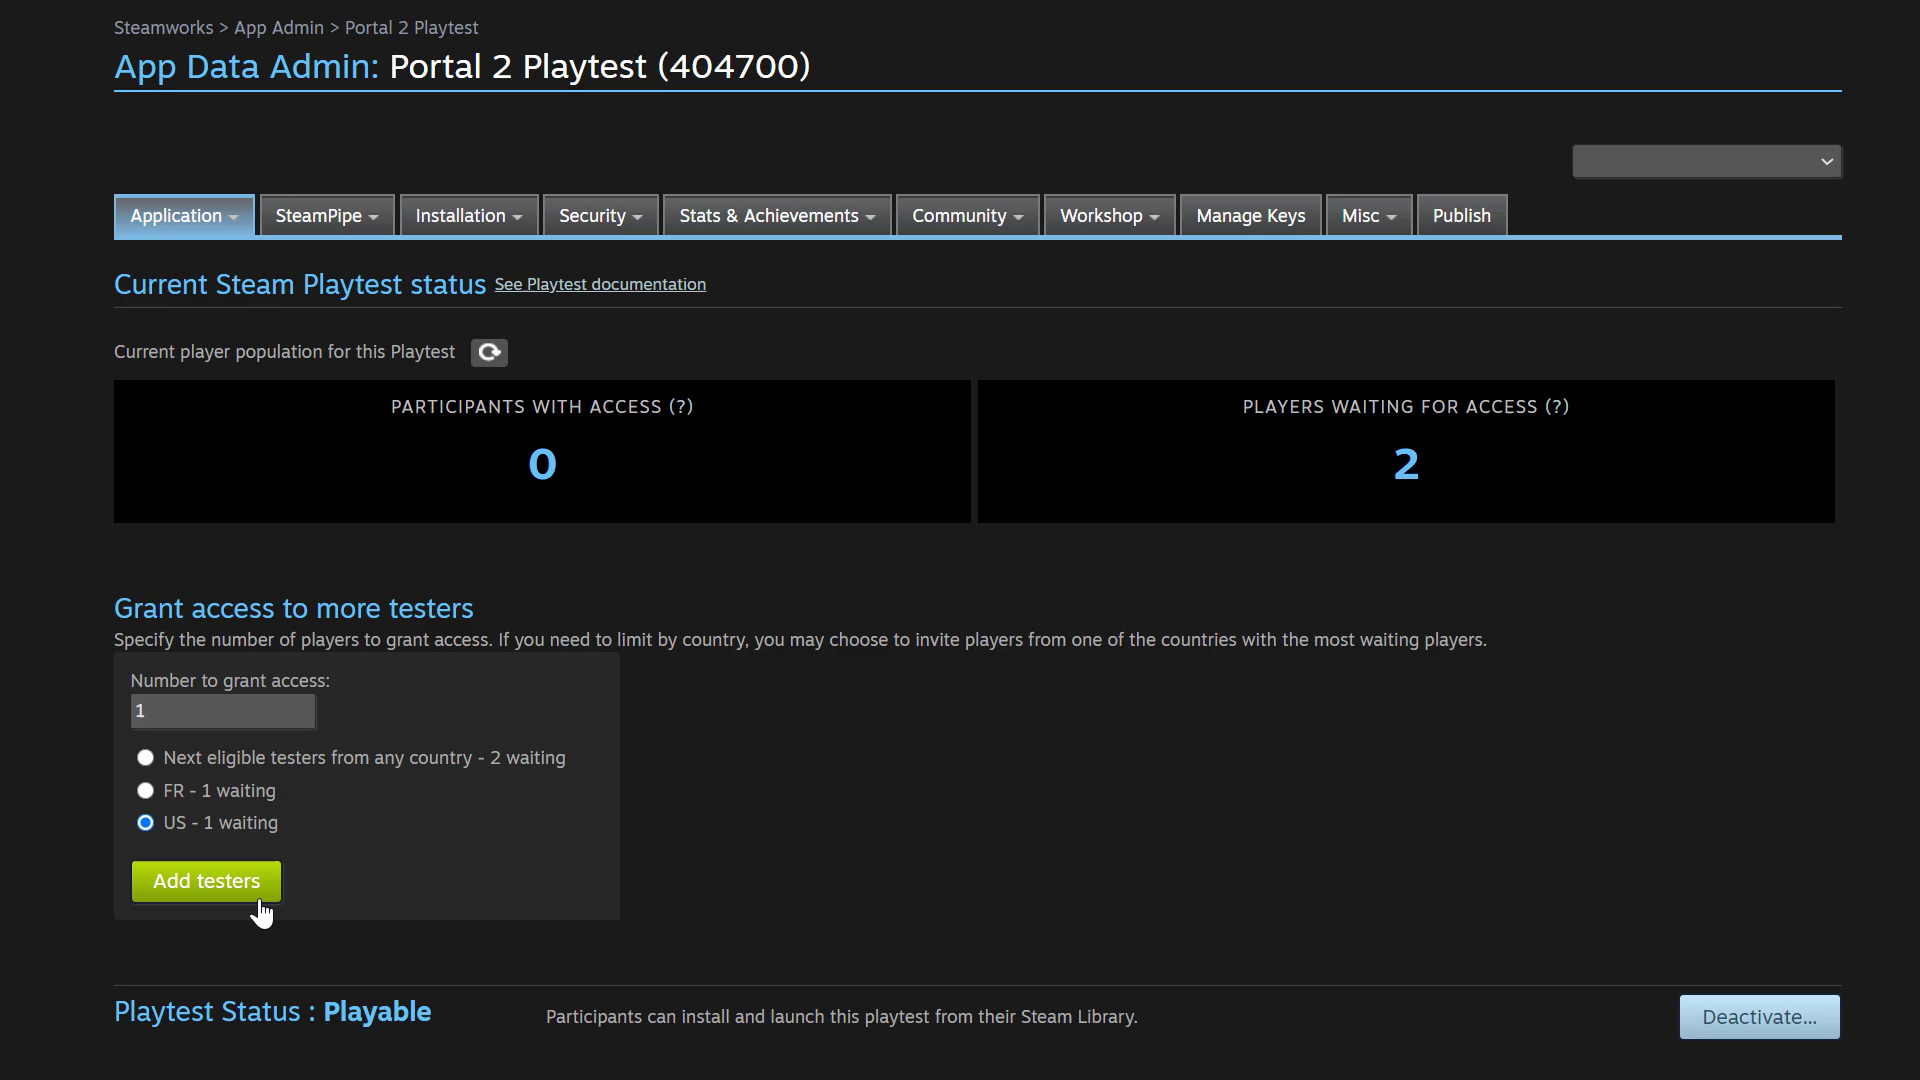 Steamworks > App Admin > Portal 2 Playtest
App Data Admin: Portal 2 Playtest (404700)
Application SteamPipe Installation Security Stats & Achievements Community Workshop Manage Keys Misc Publish
Current Steam Playtest status See Playtest documentation
Current player population for this Playtest
PARTICIPANTS WITH ACCESS (?) PLAYERS WAITING FOR ACCESS (?)
0 2
Grant access to more testers
Specify the number of players to grant access. If you need to limit by country, you may choose to invite players from one of the countries with the most waiting players.
Number to grant access:
1
Next eligible testers from any country - 2 waiting
FR - 1 waiting
US - 1 waiting
Add testers
Playtest Status : Playable Participants can install and launch this playtest from their Steam Library. Deactivate...